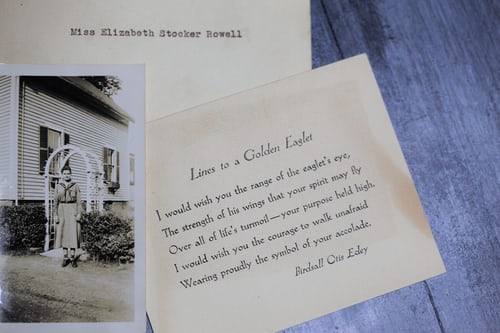 Miss Elizabeth Stocker Rowell
Lines to a Golden Eaglet
I would wish you the range of the eaglet's eye,
The strength of his wings that your spirit may fly
Over all of life's turmoil—your purpose held high.
I would wish you the courage to walk unafraid
Wearing proudly the symbol of your accolade.
Birdsall Otis Edey